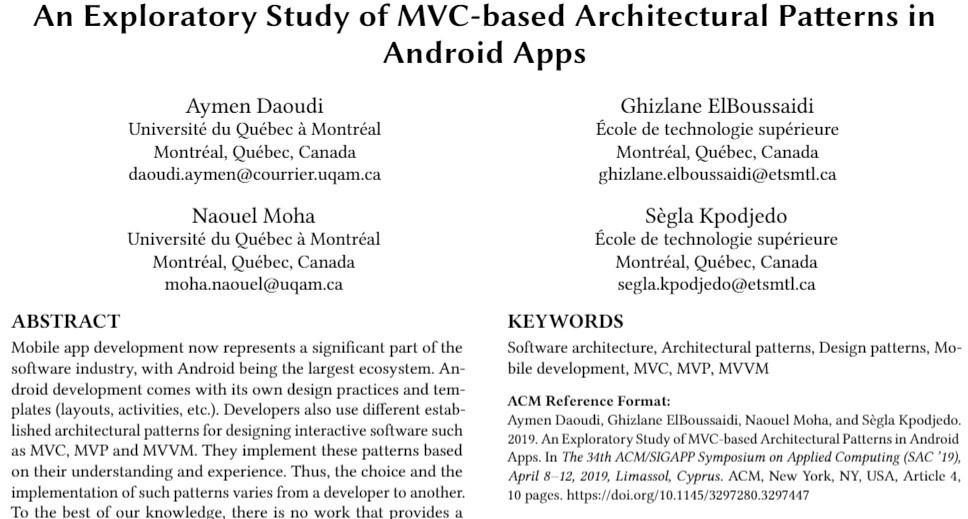 An Exploratory Study of MVC-based Architectural Patterns in
Android Apps
Aymen Daoudi
Université du Québec à Montréal
Montréal, Québec, Canada
daoudi.aymen@courrier.uqam.ca
Ghizlane ElBoussaidi
École de technologie supérieure
Montréal, Québec, Canada
ghizlane.elboussaidi@etsmtl.ca
Naouel Moha
Université du Québec à Montréal
Montréal, Québec, Canada
moha.naouel@uqam.ca
Sègla Kpodjedo
École de technologie supérieure
Montréal, Québec, Canada
segla.kpodjedo@etsmtl.ca
ABSTRACT
Mobile app development now represents a significant part of the
software industry, with Android being the largest ecosystem. An-
droid development comes with its own design practices and tem-
plates (layouts, activities, etc.). Developers also use different estab-
lished architectural patterns for designing interactive software such
as MVC, MVP and MVVM. They implement these patterns based
on their understanding and experience. Thus, the choice and the
implementation of such patterns varies from a developer to another.
To the best of our knowledge, there is no work that provides a
KEYWORDS
Software architecture, Architectural patterns, Design patterns, Mo-
bile development, MVC, MVP, MVVM
ACM Reference Format:
Aymen Daoudi, Ghizlane ElBoussaidi, Naouel Moha, and Sègla Kpodjedo.
2019. An Exploratory Study of MVC-based Architectural Patterns in Android
Apps. In The 34th ACM/SIGAPP Symposium on Applied Computing (SAC ’19),
April 8–12, 2019, Limassol, Cyprus. ACM, New York, NY, USA, Article 4,
10 pages. https://doi.org/10.1145/3297280.3297447